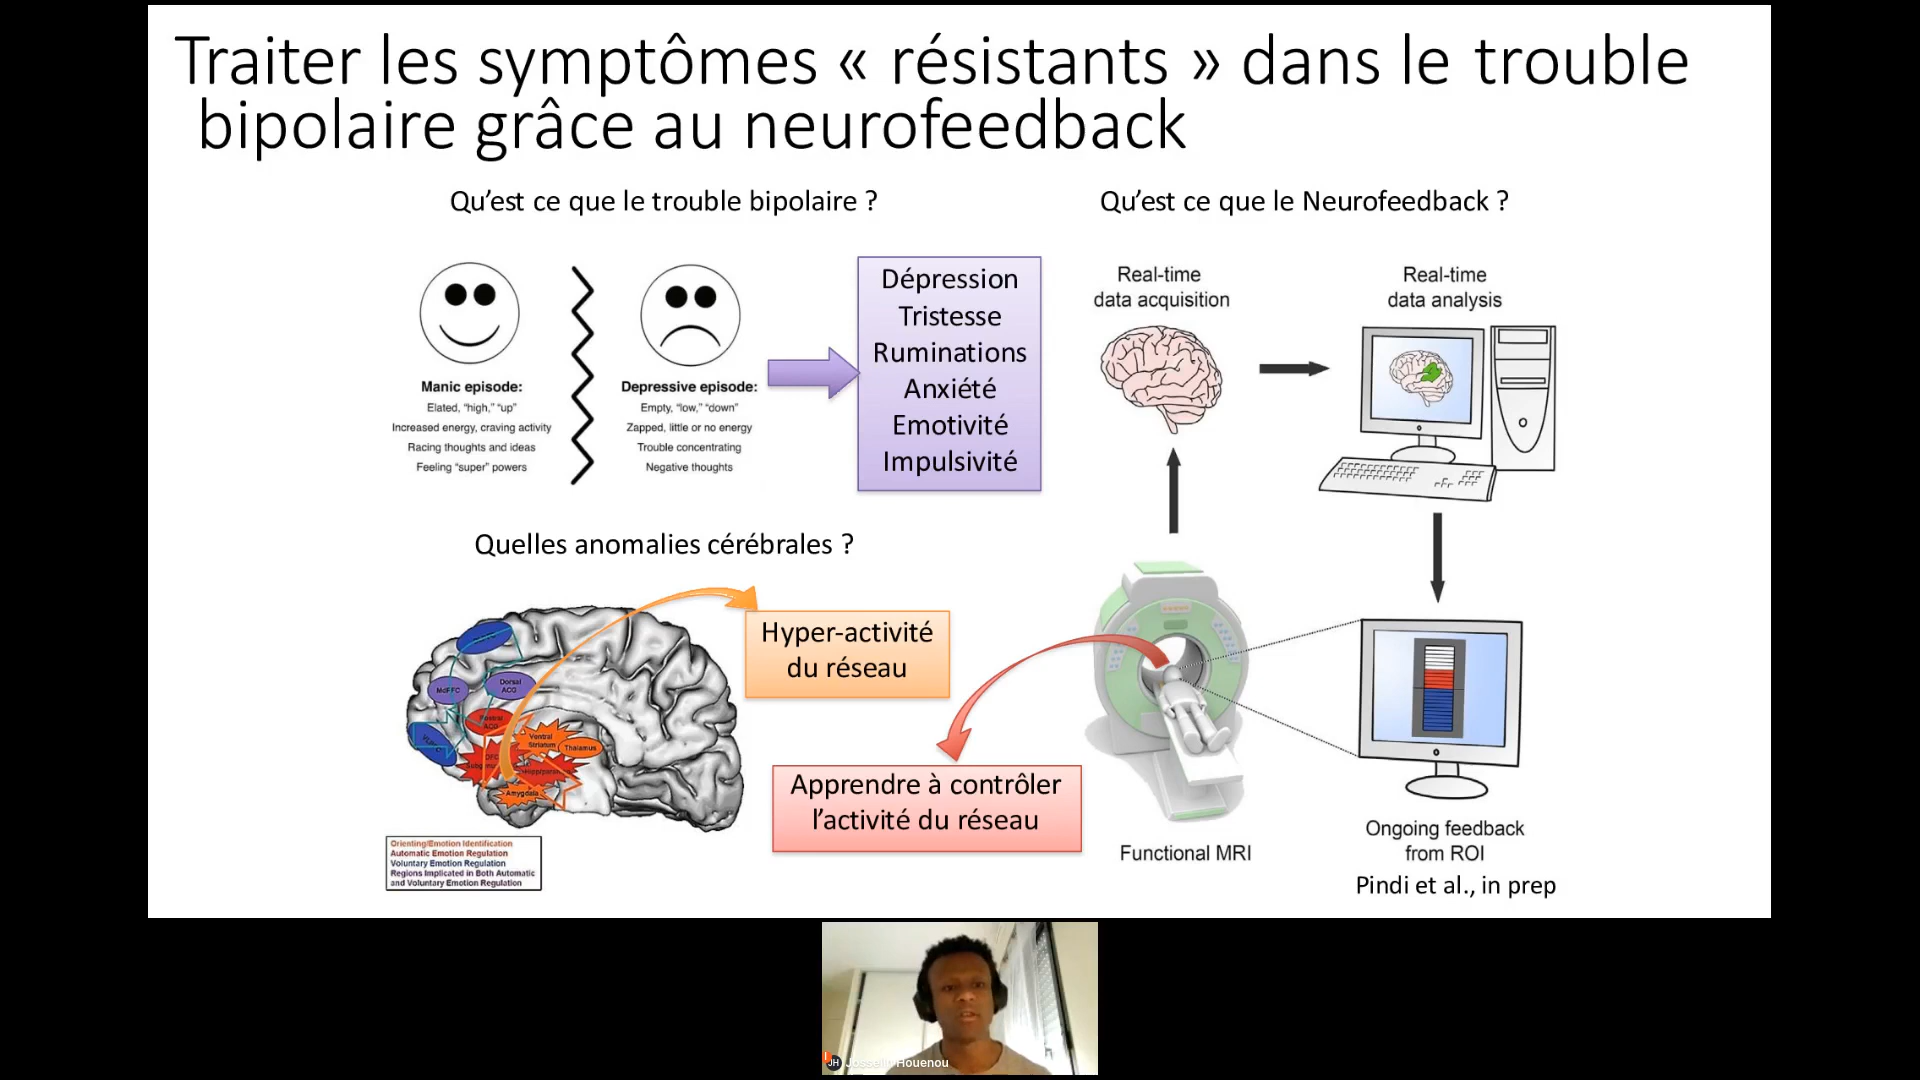 Traiter les symptômes « résistants » dans le trouble
bipolaire grâce au neurofeedback
Qu’est ce que le trouble bipolaire ?
Manic episode:
Elated, “high,” “up”
Increased energy, craving activity
Racing thoughts and ideas
Feeling “super” powers
Depressive episode:
Empty, “low,” “down”
Zapped, little or no energy
Trouble concentrating
Negative thoughts
Dépression
Tristesse
Ruminations
Anxiété
Emotivité
Impulsivité
Qu’est ce que le Neurofeedback ?
Real-time
data acquisition
Real-time
data analysis
Functional MRI
Ongoing feedback
from ROI
Pindi et al., in prep
Quelles anomalies cérébrales ?
Hyper-activité
du réseau
Apprendre à contrôler
l’activité du réseau
Dorsal
ACG
ACG
Ventral
Striatum
Thalamus
Amygdala
Orienting/Emotion Identification
Automatic Emotion Regulation
Voluntary Emotion Regulation
Regions Implicated in Both Automatic
and Voluntary Emotion Regulation
JH
Josselin Houenou